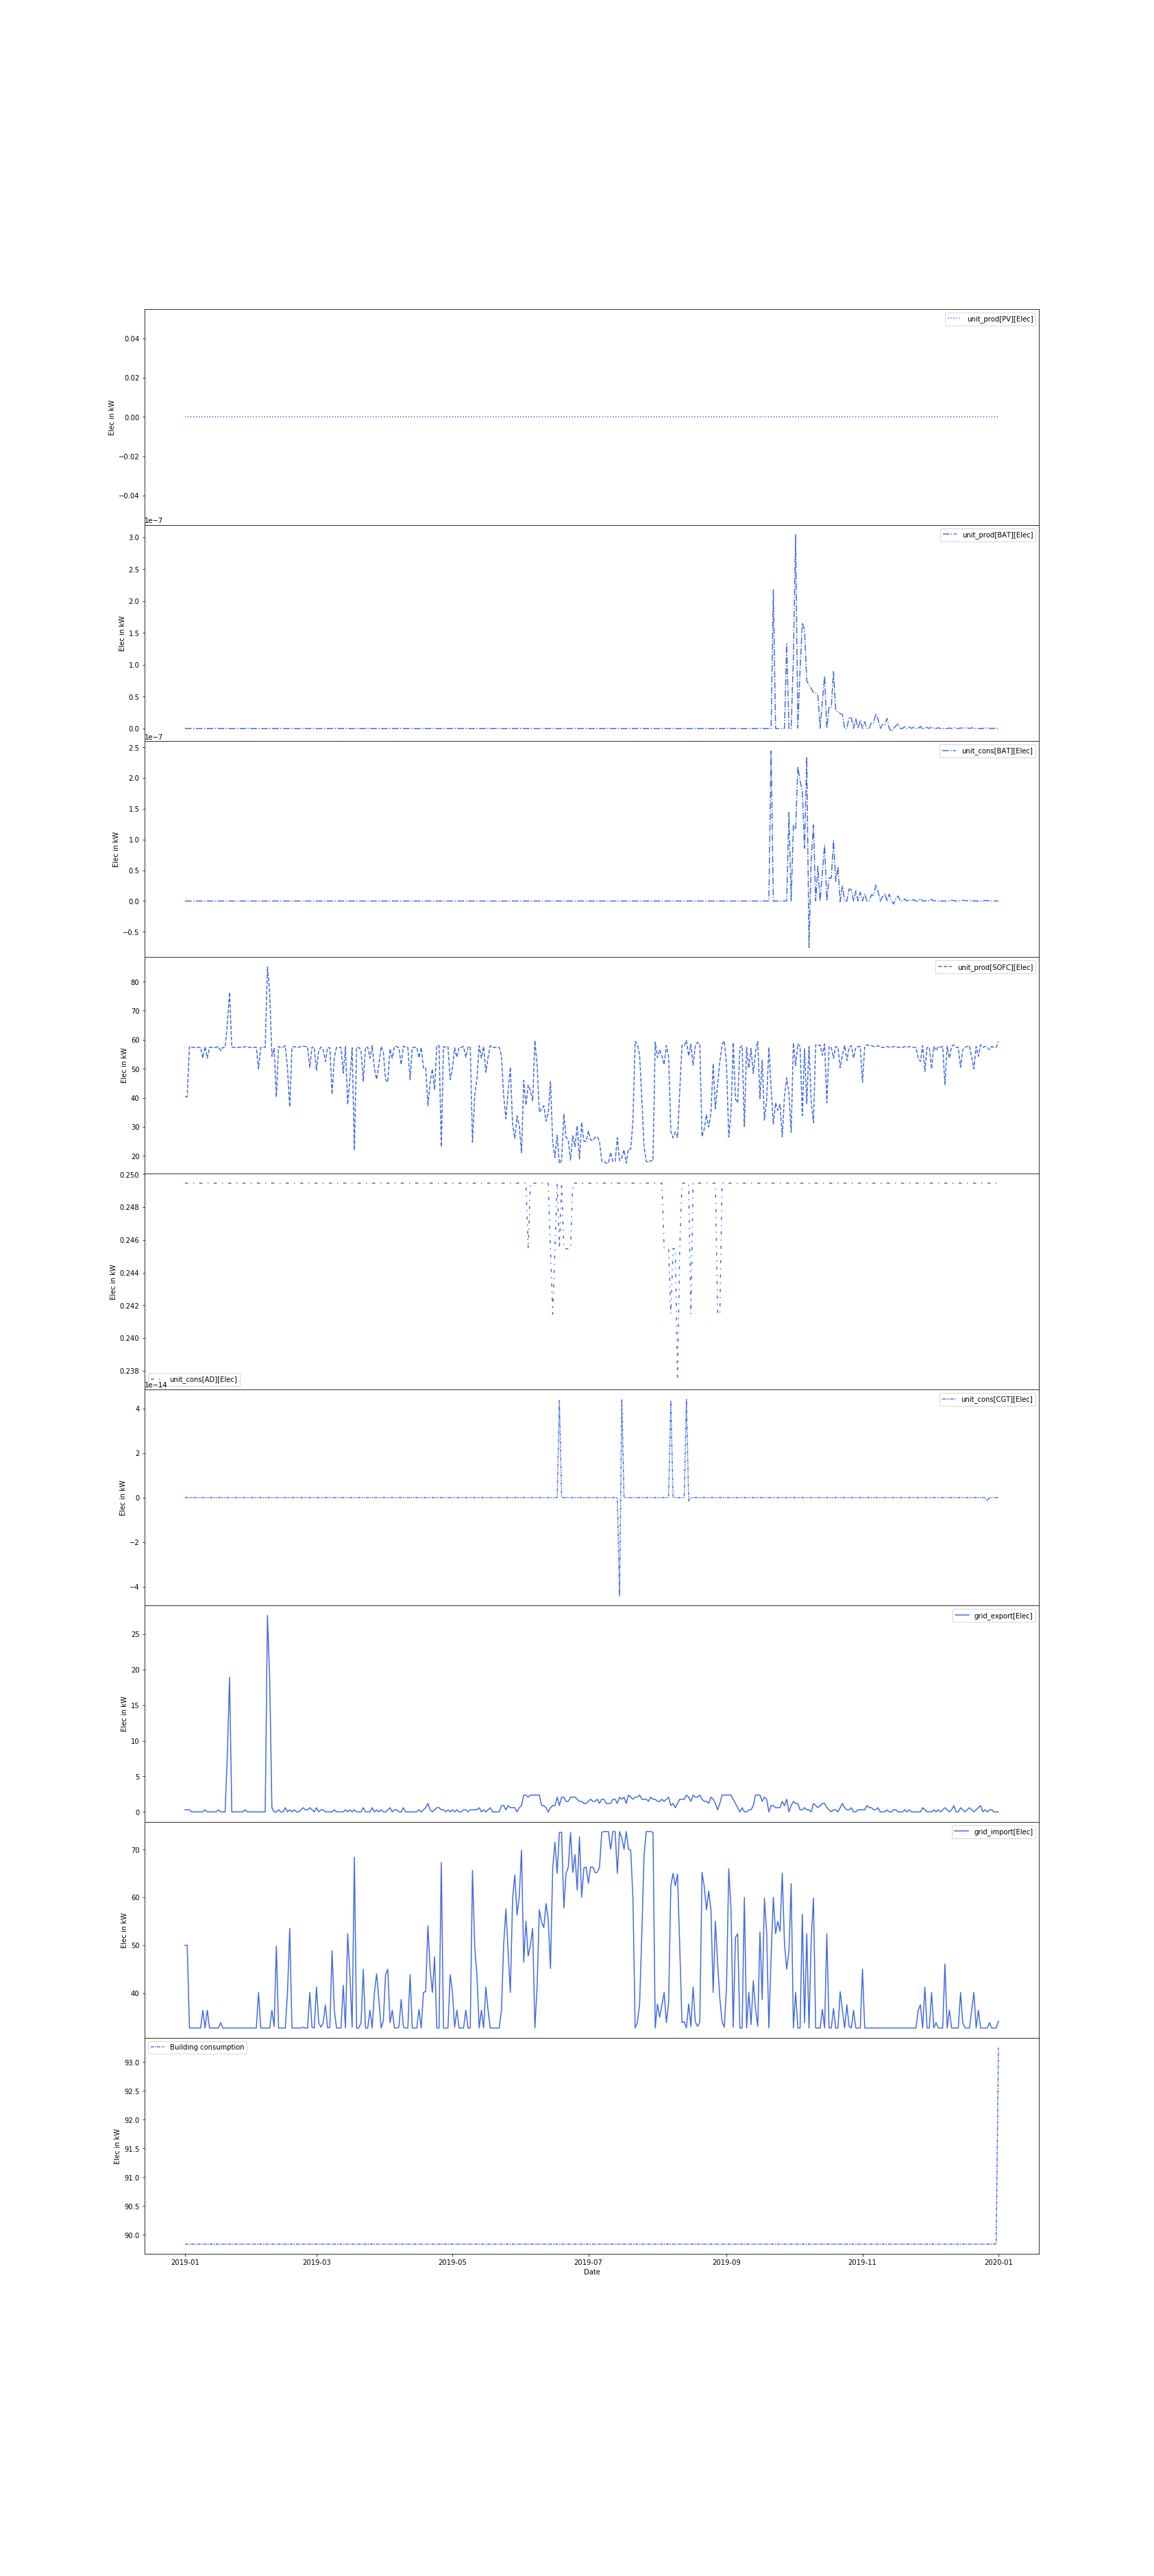 unit_prod[PV][Elec]
0.04
0.02
0.00
−0.02
−0.04
Elec in kW
1e−7
unit_prod[BAT][Elec]
3.0
2.5
2.0
1.5
1.0
0.5
0.0
Elec in kW
1e−7
unit_cons[BAT][Elec]
2.5
2.0
1.5
1.0
0.5
0.0
−0.5
Elec in kW
unit_prod[SOFC][Elec]
80
70
60
50
40
30
20
Elec in kW
0.250
0.248
0.246
0.244
0.242
0.240
0.238
Elec in kW
unit_cons[AD][Elec]
1e−14
unit_cons[CGT][Elec]
4
2
0
−2
−4
Elec in kW
grid_export[Elec]
25
20
15
10
5
0
Elec in kW
grid_import[Elec]
70
60
50
40
Elec in kW
Building consumption
93.0
92.5
92.0
91.5
91.0
90.5
90.0
Elec in kW
2019-01 2019-03 2019-05 2019-07 2019-09 2019-11 2020-01
Date